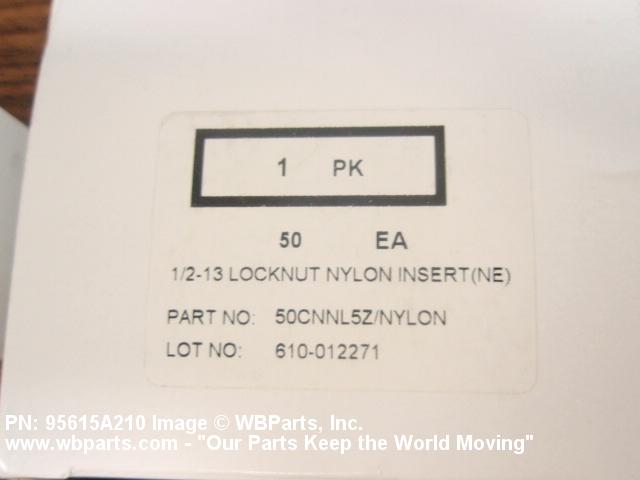 1 PK
50 EA
1/2-13 LOCKNUT NYLON INSERT(NE)
PART NO: 50CNNL5Z/NYLON
LOT NO: 610-012271
PN: 95615A210 Image © WBParts, Inc.
www.wbparts.com - "Our Parts Keep the World Moving"